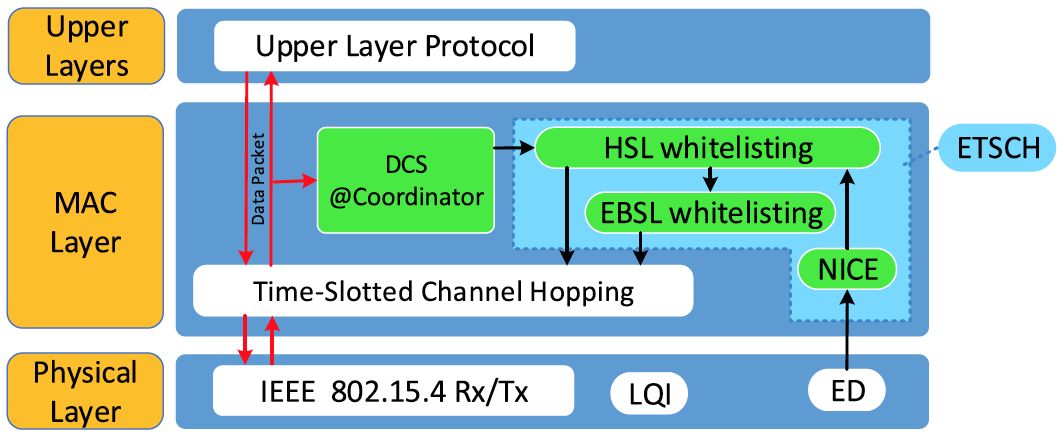 Upper
Layers
Upper Layer Protocol
MAC
Layer
Data Packet
DCS
@Coordinator
HSL whitelisting
EBSL whitelisting
NICE
ETSCH
Time-Slotted Channel Hopping
Physical
Layer
IEEE 802.15.4 Rx/Tx
LQI
ED